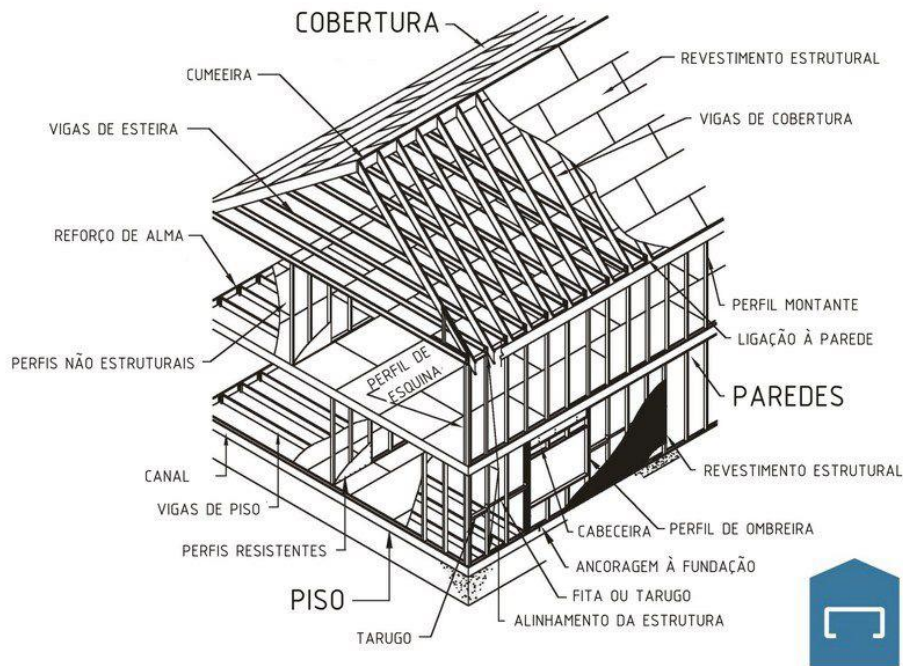 COBERTURA
CUMEEIRA
REVESTIMENTO ESTRUTURAL
VIGAS DE ESTEIRA
VIGAS DE COBERTURA
REFORÇO DE ALMA
PERFIL MONTANTE
LIGAÇÃO À PAREDE
PERFIS NÃO ESTRUTURAIS
PERFIL DE
ESQUINA
PAREDES
CANAL
REVESTIMENTO ESTRUTURAL
VIGAS DE PISO
CABECEIRA
PERFIL DE OMBREIRA
PERFIS RESISTENTES
ANCORAGEM À FUNDAÇÃO
PISO
FITA OU TARUGO
ALINHAMENTO DA ESTRUTURA
TARUGO